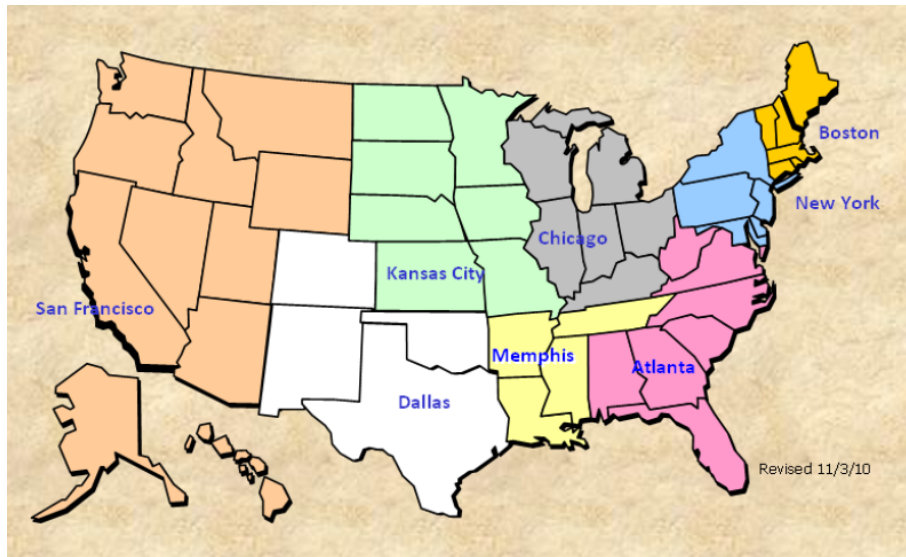 Boston
New York
Chicago
Kansas City
San Francisco
Memphis
Atlanta
Dallas
Revised 11/3/10